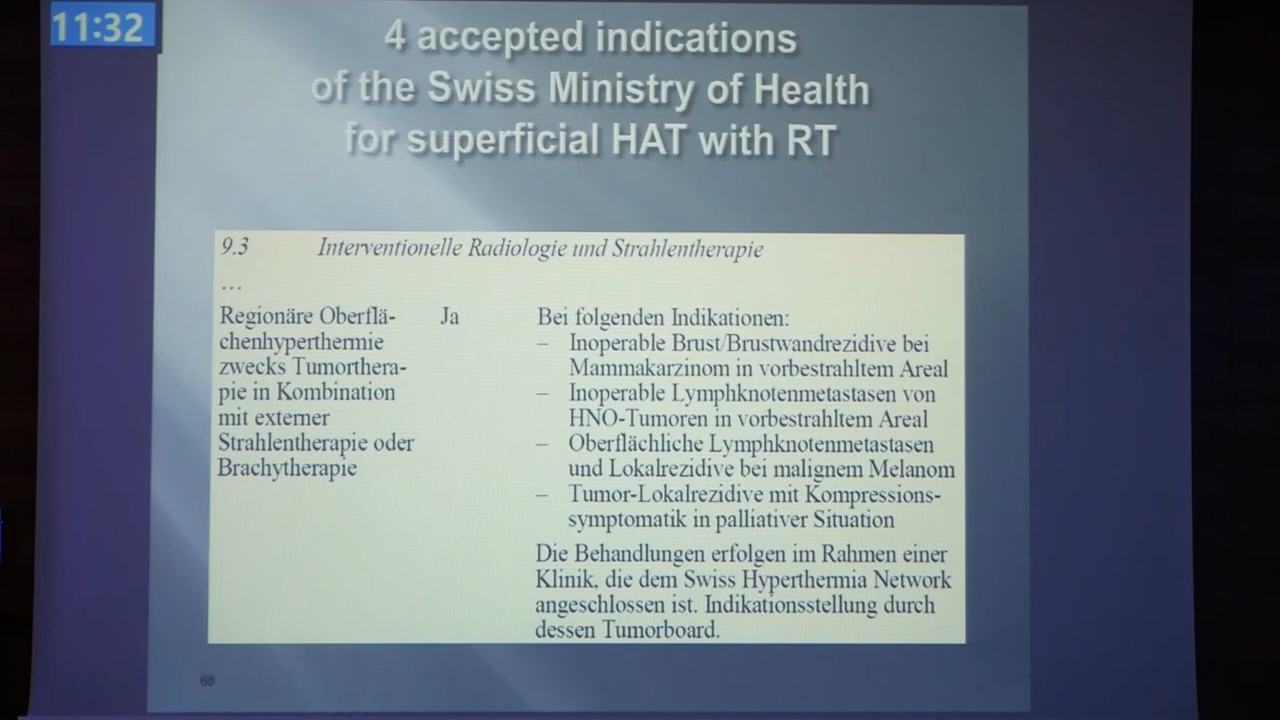 11:32
4 accepted indications
of the Swiss Ministry of Health
for superficial HAT with RT
9.3 Interventionelle Radiologie und Strahlentherapie
...
Regionäre Oberflä-
chenhyperthermie
zwecks Tumorthera-
pie in Kombination
mit externer
Strahlentherapie oder
Brachytherapie
Ja
Bei folgenden Indikationen:
– Inoperable Brust/Brustwandrezidive bei
Mammakarzinom in vorbestrahltem Areal
– Inoperable Lymphknotenmetastasen von
HNO-Tumoren in vorbestrahltem Areal
– Oberflächliche Lymphknotenmetastasen
und Lokalrezidive bei malignem Melanom
– Tumor-Lokalrezidive mit Kompressions-
symptomatik in palliativer Situation
Die Behandlungen erfolgen im Rahmen einer
Klinik, die dem Swiss Hyperthermia Network
angeschlossen ist. Indikationsstellung durch
dessen Tumorboard.